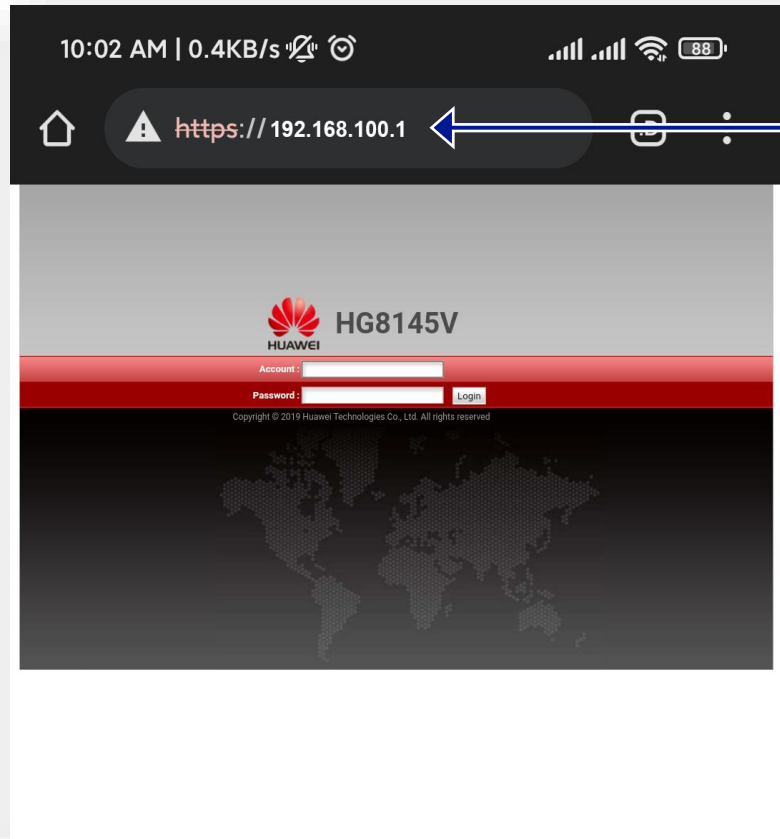 10:02 AM | 0.4KB/s
88
https:// 192.168.100.1
:D
HUAWEI
HG8145V
Account :
Password :
Login
Copyright © 2019 Huawei Technologies Co., Ltd. All rights reserved